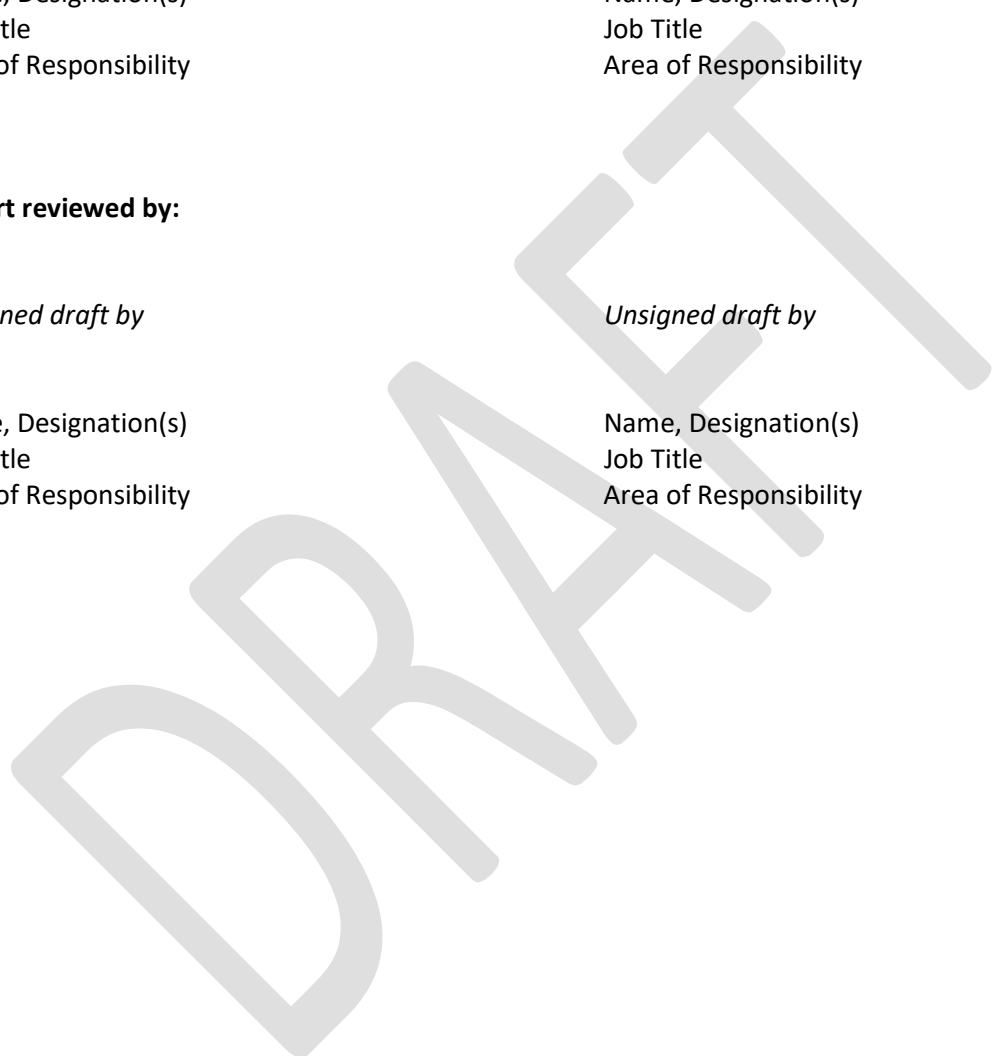 Name, Designation(s)
tle Job Title
of Responsibility Area of Responsibility
rt reviewed by:
ned draft by Unsigned draft by
, Designation(s) Name, Designation(s)
tle Job Title
of Responsibility Area of Responsibility
DRAFT